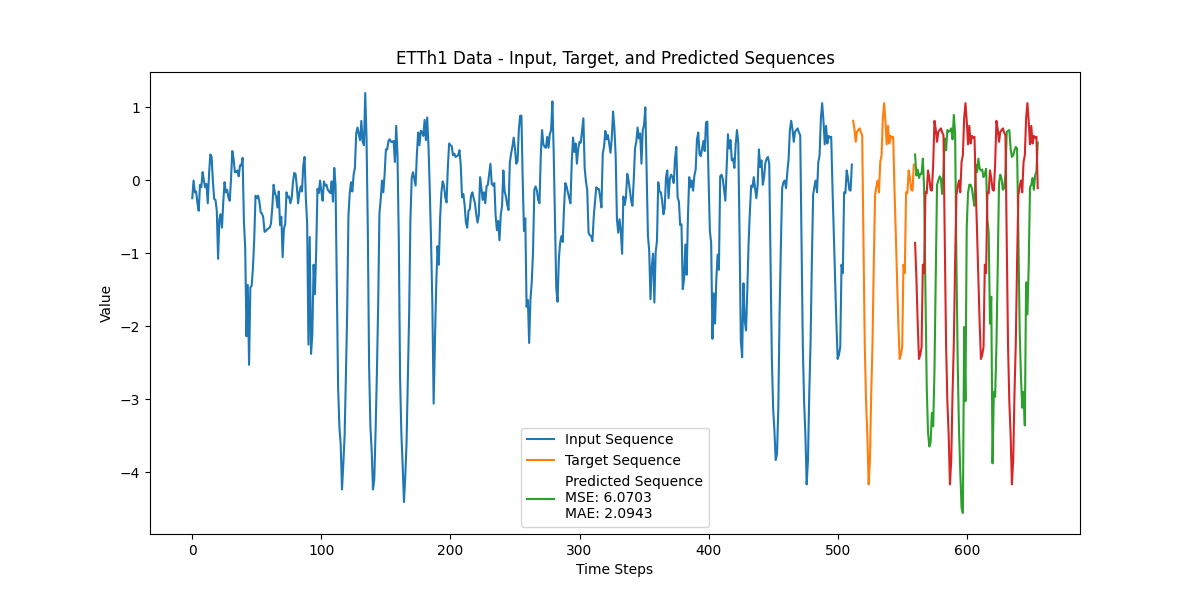 ETTh1 Data - Input, Target, and Predicted Sequences
1
0
−1
−2
−3
−4
Value
Input Sequence
Target Sequence
Predicted Sequence
MSE: 6.0703
MAE: 2.0943
0 100 200 300 400 500 600
Time Steps